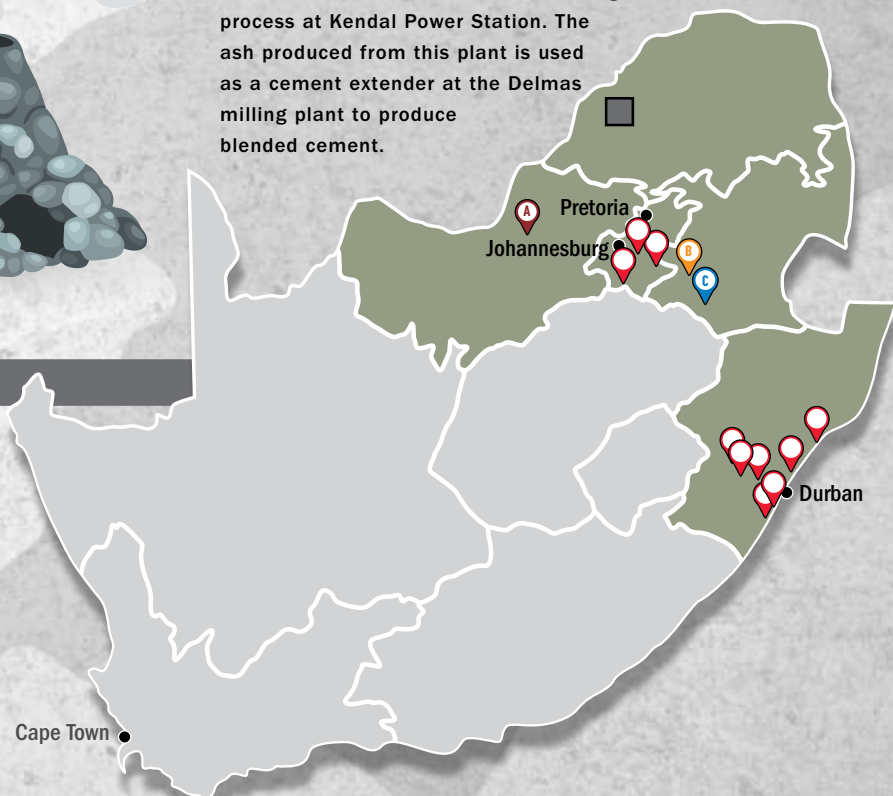 process at Kendal Power Station. The
ash produced from this plant is used
as a cement extender at the Delmas
milling plant to produce
blended cement.
A
Pretoria
Johannesburg
B
C
Durban
Cape Town